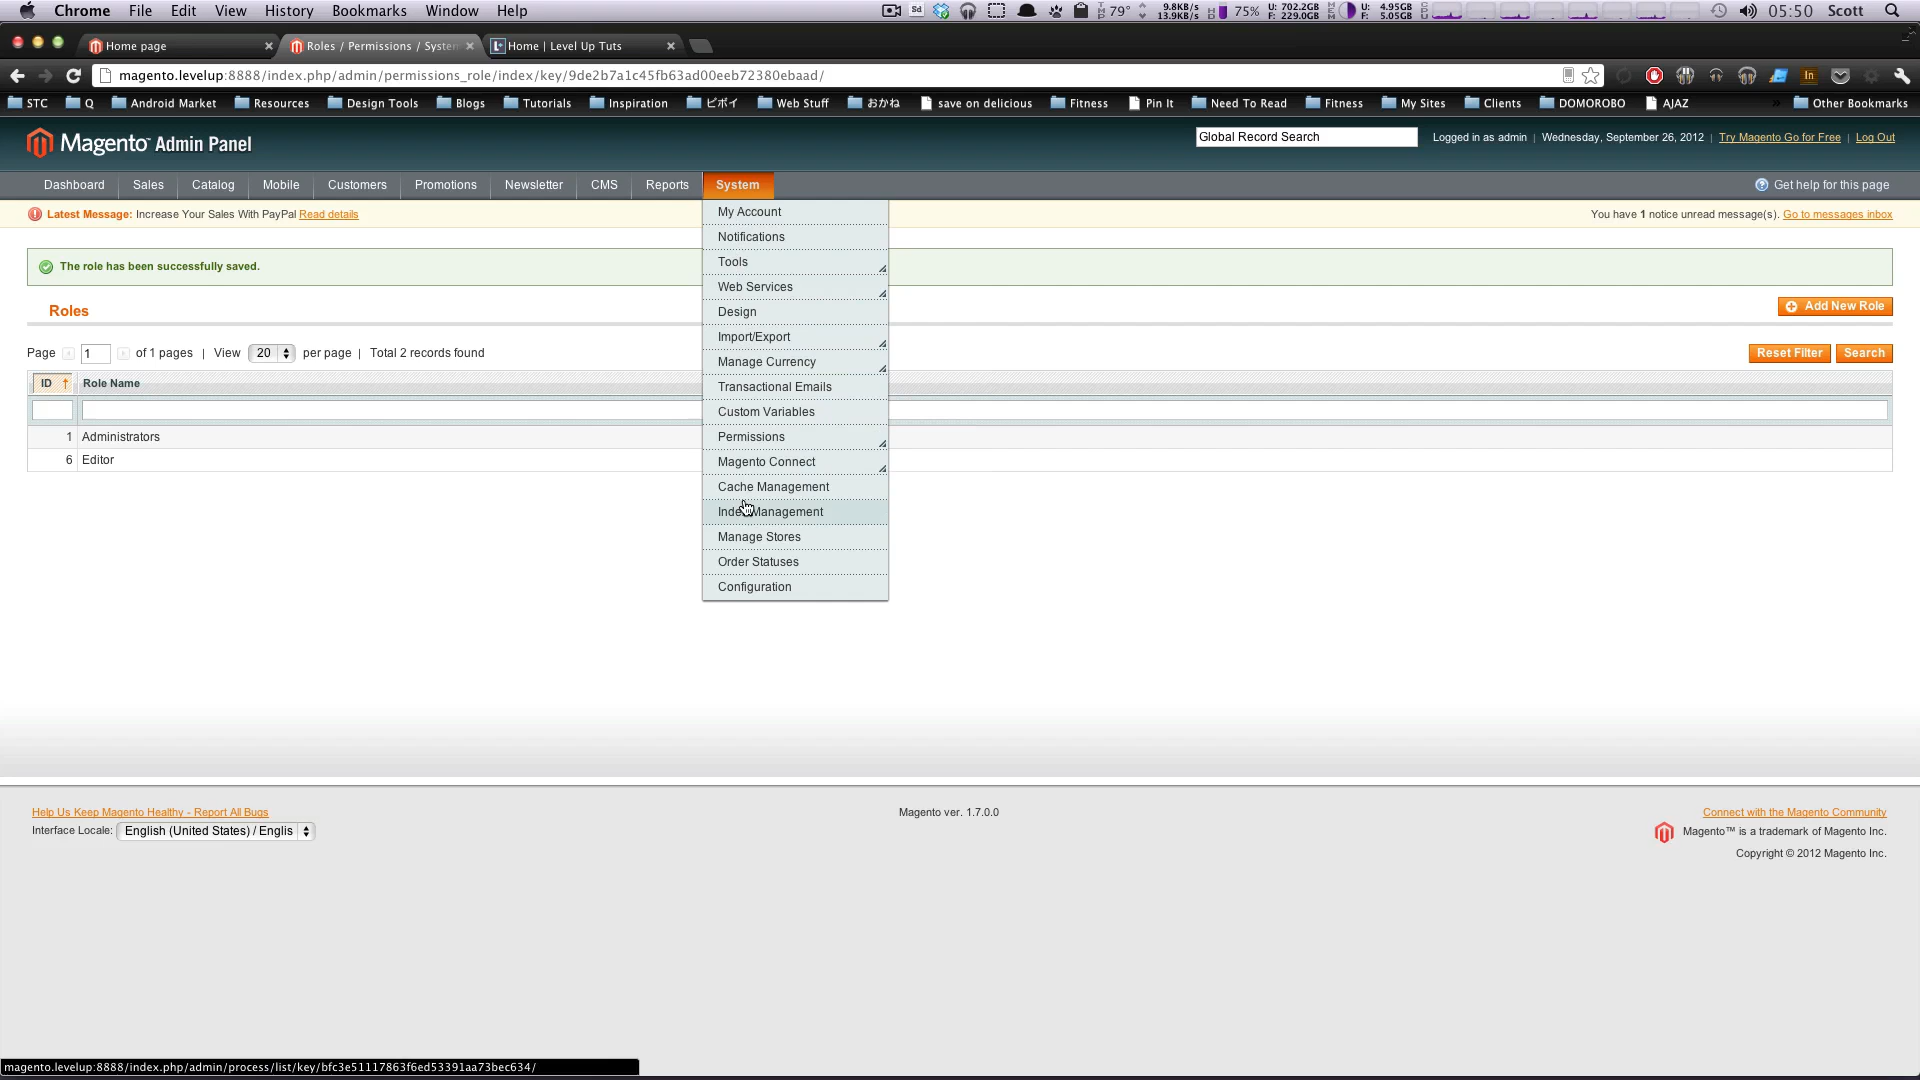 Chrome File Edit View History Bookmarks Window Help
79° 9.8KB/s 13.9KB/s 75% U: 702.2GB F: 229.0GB U: 4.95GB F: 5.05GB 05:50 Scott
Home page
Roles / Permissions / System
Home | Level Up Tuts
magento.levelup:8888/index.php/admin/permissions_role/index/key/9de2b7a1c45fb63ad00eeb72380ebaad/
STC Q Android Market Resources Design Tools Blogs Tutorials Inspiration ビボイ Web Stuff おかね save on delicious Fitness Pin It Need To Read Fitness My Sites Clients DOMOROBO AJAZ » Other Bookmarks
Magento Admin Panel
Global Record Search
Logged in as admin | Wednesday, September 26, 2012 | Try Magento Go for Free | Log Out
Dashboard Sales Catalog Mobile Customers Promotions Newsletter CMS Reports System
Get help for this page
Latest Message: Increase Your Sales With PayPal Read details
You have 1 notice unread message(s). Go to messages inbox
My Account
Notifications
Tools
Web Services
Design
Import/Export
Manage Currency
Transactional Emails
Custom Variables
Permissions
Magento Connect
Cache Management
Index Management
Manage Stores
Order Statuses
Configuration
The role has been successfully saved.
Roles
Add New Role
Page 1 of 1 pages | View 20 per page | Total 2 records found
Reset Filter Search
ID Role Name
1 Administrators
6 Editor
Help Us Keep Magento Healthy - Report All Bugs
Interface Locale: English (United States) / Englis
Magento ver. 1.7.0.0
Connect with the Magento Community
Magento™ is a trademark of Magento Inc.
Copyright © 2012 Magento Inc.
magento.levelup:8888/index.php/admin/process/list/key/bfc3e51117863f6ed53391aa73bec634/